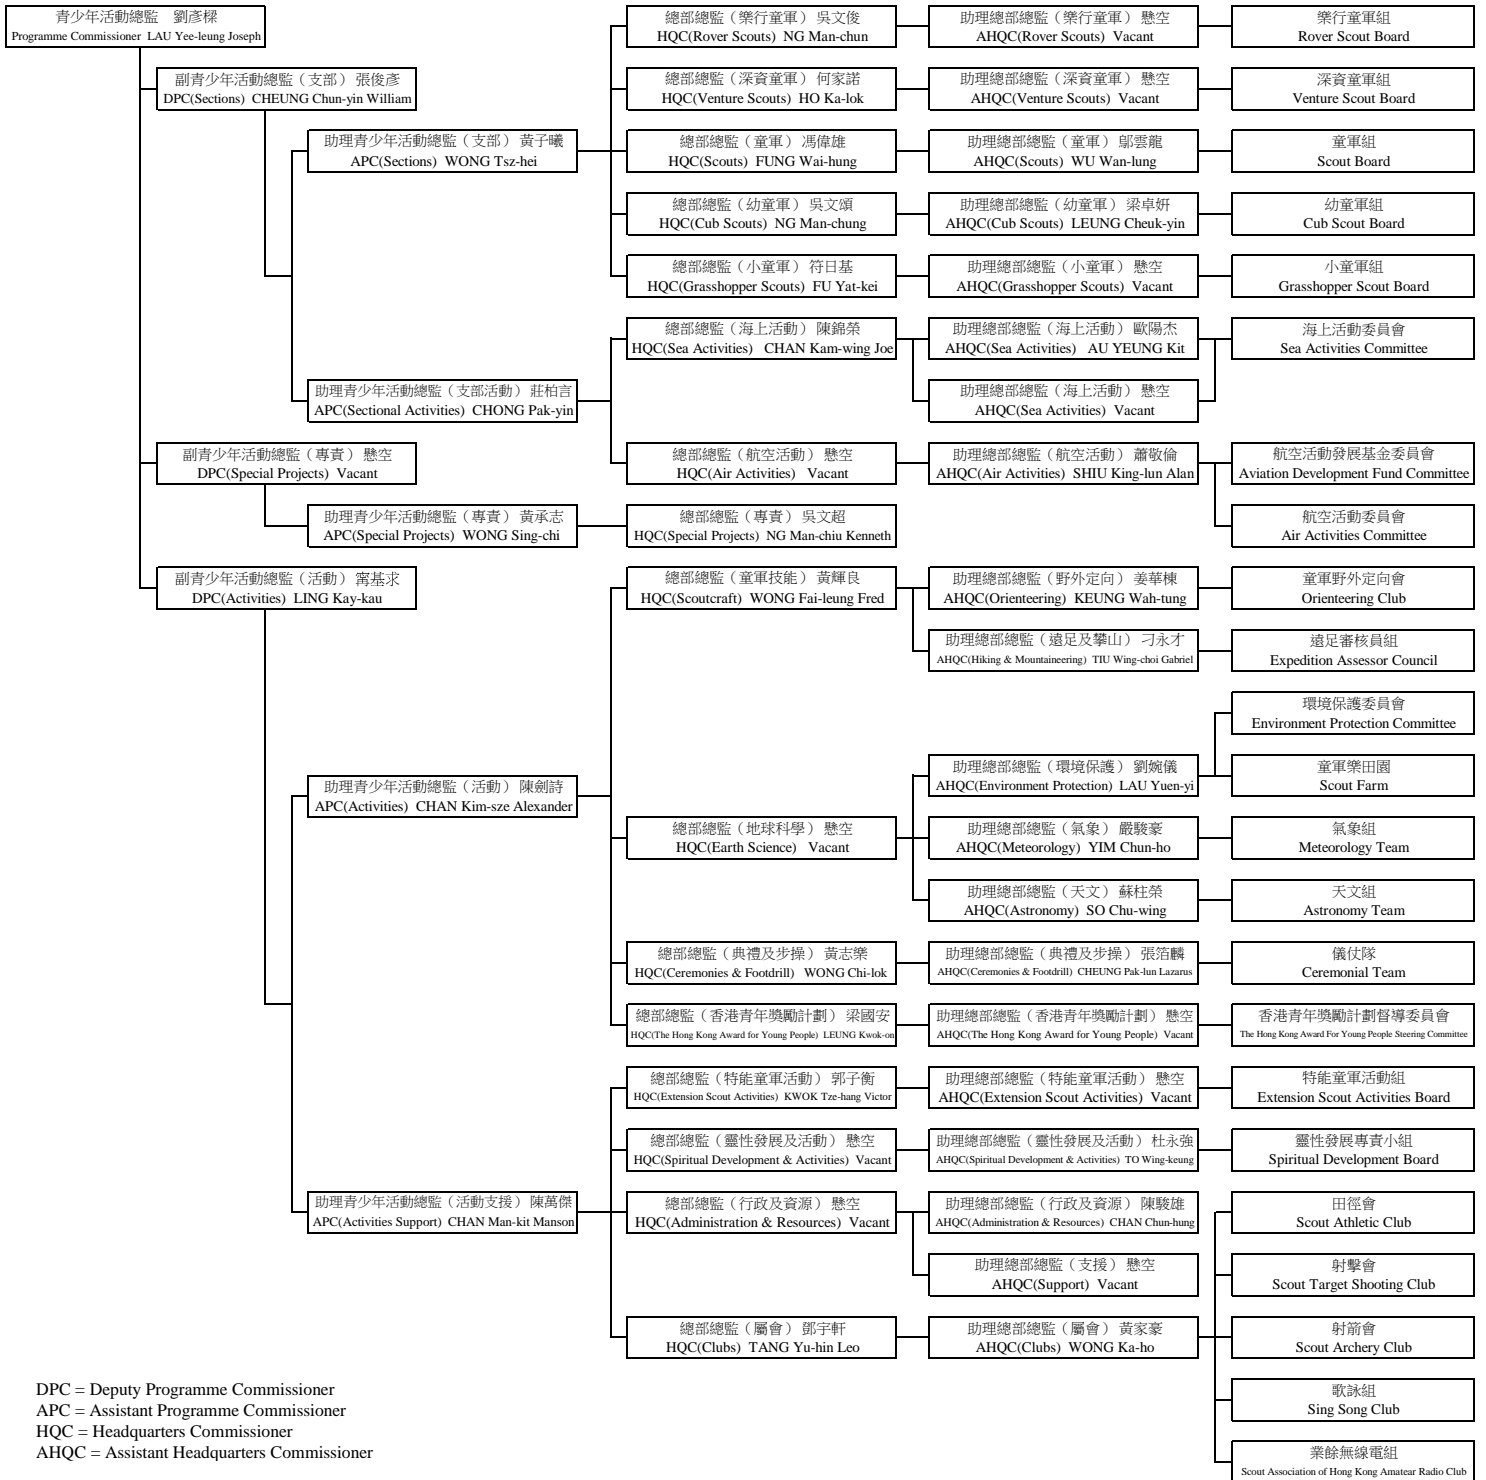 青少年活動總監　劉彥樑
Programme Commissioner LAU Yee-leung Joseph
副青少年活動總監（支部）張俊彥
DPC(Sections) CHEUNG Chun-yin William
助理青少年活動總監（支部）黃子曦
APC(Sections) WONG Tsz-hei
總部總監（樂行童軍）吳文俊
HQC(Rover Scouts) NG Man-chun
助理總部總監（樂行童軍）懸空
AHQC(Rover Scouts) Vacant
樂行童軍組
Rover Scout Board
總部總監（深資童軍）何家諾
HQC(Venture Scouts) HO Ka-lok
助理總部總監（深資童軍）懸空
AHQC(Venture Scouts) Vacant
深資童軍組
Venture Scout Board
總部總監（童軍）馮偉雄
HQC(Scouts) FUNG Wai-hung
助理總部總監（童軍）鄔雲龍
AHQC(Scouts) WU Wan-lung
童軍組
Scout Board
總部總監（幼童軍）吳文頌
HQC(Cub Scouts) NG Man-chung
助理總部總監（幼童軍）梁卓妍
AHQC(Cub Scouts) LEUNG Cheuk-yin
幼童軍組
Cub Scout Board
總部總監（小童軍）符日基
HQC(Grasshopper Scouts) FU Yat-kei
助理總部總監（小童軍）懸空
AHQC(Grasshopper Scouts) Vacant
小童軍組
Grasshopper Scout Board
助理青少年活動總監（支部活動）莊柏言
APC(Sectional Activities) CHONG Pak-yin
總部總監（海上活動）陳錦榮
HQC(Sea Activities) CHAN Kam-wing Joe
助理總部總監（海上活動）歐陽杰
AHQC(Sea Activities) AU YEUNG Kit
海上活動委員會
Sea Activities Committee
助理總部總監（海上活動）懸空
AHQC(Sea Activities) Vacant
總部總監（航空活動）懸空
HQC(Air Activities) Vacant
助理總部總監（航空活動）蕭敬倫
AHQC(Air Activities) SHIU King-lun Alan
航空活動發展基金委員會
Aviation Development Fund Committee
航空活動委員會
Air Activities Committee
副青少年活動總監（專責）懸空
DPC(Special Projects) Vacant
助理青少年活動總監（專責）黃承志
APC(Special Projects) WONG Sing-chi
總部總監（專責）吳文超
HQC(Special Projects) NG Man-chiu Kenneth
副青少年活動總監（活動）甯基求
DPC(Activities) LING Kay-kau
助理青少年活動總監（活動）陳劍詩
APC(Activities) CHAN Kim-sze Alexander
總部總監（童軍技能）黃輝良
HQC(Scoutcraft) WONG Fai-leung Fred
助理總部總監（野外定向）姜華棟
AHQC(Orienteering) KEUNG Wah-tung
童軍野外定向會
Orienteering Club
助理總部總監（遠足及攀山）刁永才
AHQC(Hiking & Mountaineering) TIU Wing-choi Gabriel
遠足審核員組
Expedition Assessor Council
總部總監（地球科學）懸空
HQC(Earth Science) Vacant
助理總部總監（環境保護）劉婉儀
AHQC(Environment Protection) LAU Yuen-yi
環境保護委員會
Environment Protection Committee
童軍樂田園
Scout Farm
助理總部總監（氣象）嚴駿豪
AHQC(Meteorology) YIM Chun-ho
氣象組
Meteorology Team
助理總部總監（天文）蘇柱榮
AHQC(Astronomy) SO Chu-wing
天文組
Astronomy Team
總部總監（典禮及步操）黃志樂
HQC(Ceremonies & Footdrill) WONG Chi-lok
助理總部總監（典禮及步操）張箔麟
AHQC(Ceremonies & Footdrill) CHEUNG Pak-lun Lazarus
儀仗隊
Ceremonial Team
總部總監（香港青年獎勵計劃）梁國安
HQC(The Hong Kong Award for Young People) LEUNG Kwok-on
助理總部總監（香港青年獎勵計劃）懸空
AHQC(The Hong Kong Award for Young People) Vacant
香港青年獎勵計劃督導委員會
The Hong Kong Award For Young People Steering Committee
助理青少年活動總監（活動支援）陳萬傑
APC(Activities Support) CHAN Man-kit Manson
總部總監（特能童軍活動）郭子衡
HQC(Extension Scout Activities) KWOK Tze-hang Victor
助理總部總監（特能童軍活動）懸空
AHQC(Extension Scout Activities) Vacant
特能童軍活動組
Extension Scout Activities Board
總部總監（靈性發展及活動）懸空
HQC(Spiritual Development & Activities) Vacant
助理總部總監（靈性發展及活動）杜永強
AHQC(Spiritual Development & Activities) TO Wing-keung
靈性發展專責小組
Spiritual Development Board
總部總監（行政及資源）懸空
HQC(Administration & Resources) Vacant
助理總部總監（行政及資源）陳駿雄
AHQC(Administration & Resources) CHAN Chun-hung
助理總部總監（支援）懸空
AHQC(Support) Vacant
總部總監（屬會）鄧宇軒
HQC(Clubs) TANG Yu-hin Leo
助理總部總監（屬會）黃家豪
AHQC(Clubs) WONG Ka-ho
田徑會
Scout Athletic Club
射擊會
Scout Target Shooting Club
射箭會
Scout Archery Club
歌詠組
Sing Song Club
業餘無線電組
Scout Association of Hong Kong Amatear Radio Club
DPC = Deputy Programme Commissioner
APC = Assistant Programme Commissioner
HQC = Headquarters Commissioner
AHQC = Assistant Headquarters Commissioner